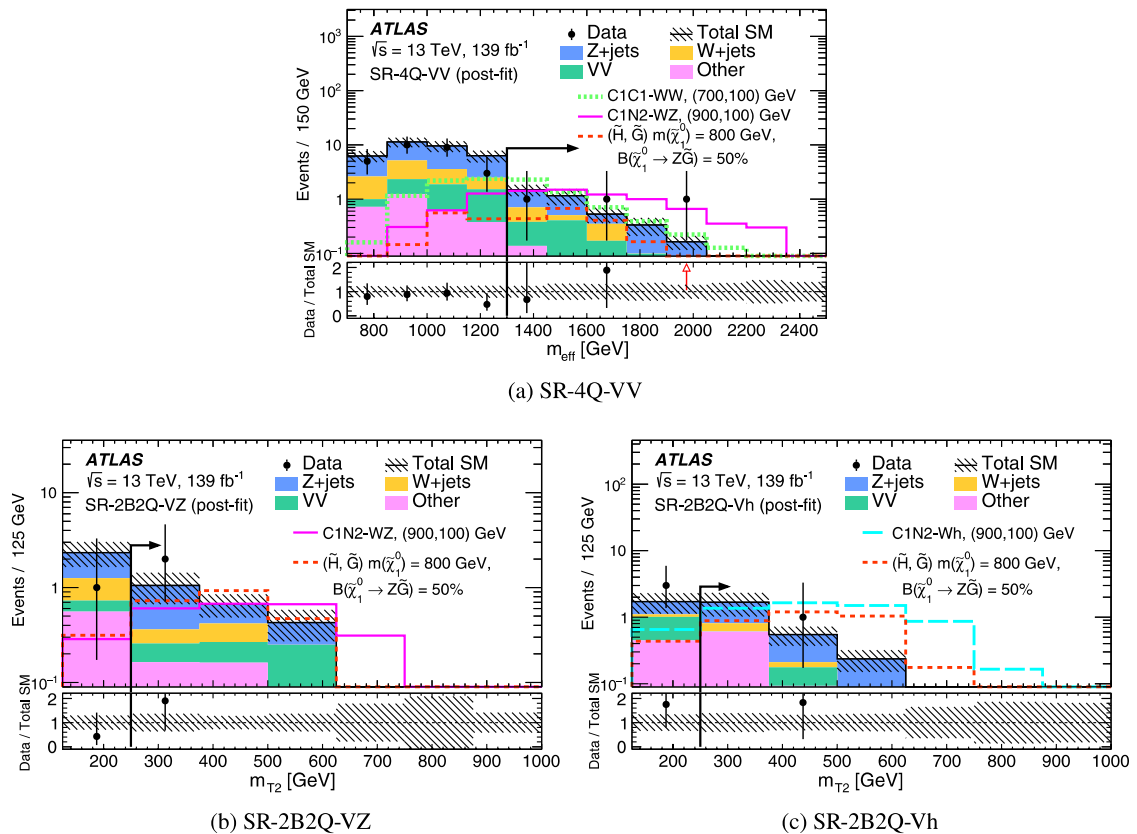 ATLAS
√s = 13 TeV, 139 fb⁻¹
SR-4Q-VV (post-fit)
Data
Total SM
Z+jets
W+jets
VV
Other
C1C1-WW, (700,100) GeV
C1N2-WZ, (900,100) GeV
(H̃, G̃) m(χ̃₁⁰) = 800 GeV,
B(χ̃₁⁰ → ZG̃) = 50%
Events / 150 GeV
10³
10²
10
1
10⁻¹
Data / Total SM
2
1
0
800 1000 1200 1400 1600 1800 2000 2200 2400
m_eff [GeV]
(a) SR-4Q-VV
ATLAS
√s = 13 TeV, 139 fb⁻¹
SR-2B2Q-VZ (post-fit)
Data
Total SM
Z+jets
W+jets
VV
Other
C1N2-WZ, (900,100) GeV
(H̃, G̃) m(χ̃₁⁰) = 800 GeV,
B(χ̃₁⁰ → ZG̃) = 50%
Events / 125 GeV
10
1
10⁻¹
Data / Total SM
2
1
0
200 300 400 500 600 700 800 900 1000
m_T2 [GeV]
(b) SR-2B2Q-VZ
ATLAS
√s = 13 TeV, 139 fb⁻¹
SR-2B2Q-Vh (post-fit)
Data
Total SM
Z+jets
W+jets
VV
Other
C1N2-Wh, (900,100) GeV
(H̃, G̃) m(χ̃₁⁰) = 800 GeV,
B(χ̃₁⁰ → ZG̃) = 50%
Events / 125 GeV
10²
10
1
10⁻¹
Data / Total SM
2
1
0
200 300 400 500 600 700 800 900 1000
m_T2 [GeV]
(c) SR-2B2Q-Vh